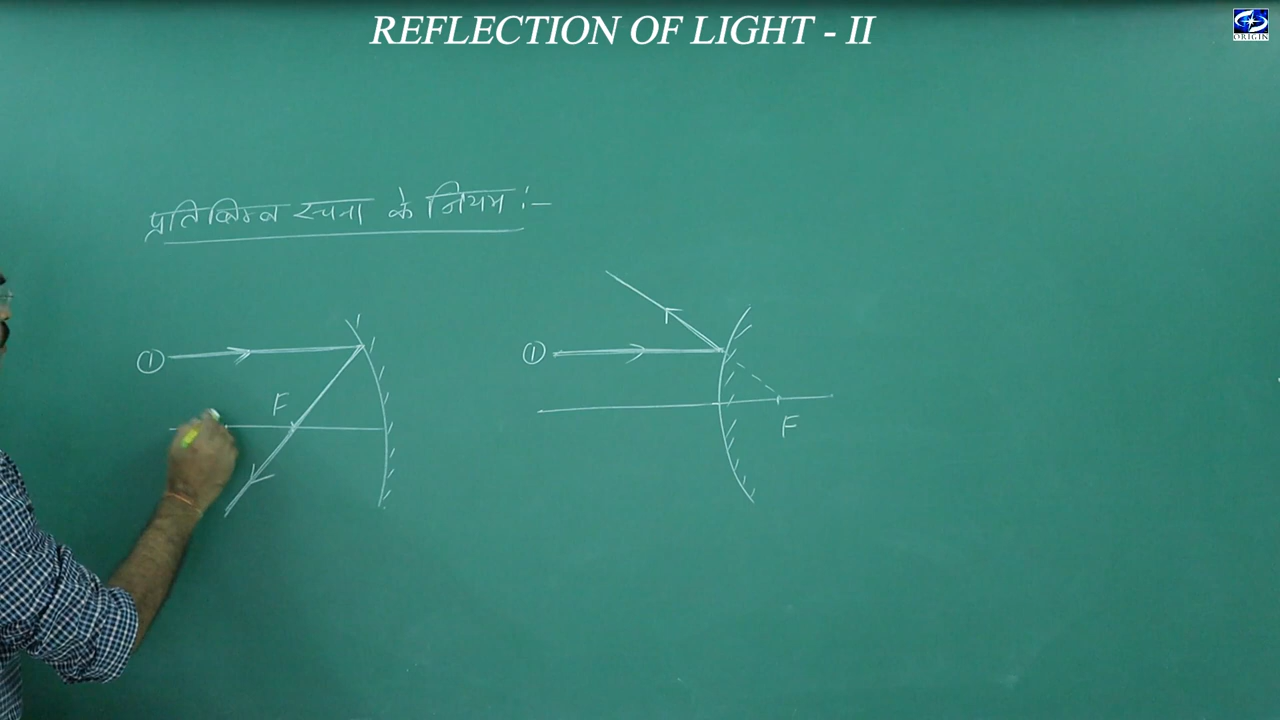 REFLECTION OF LIGHT - II
ORIGIN
प्रतिबिम्ब रचना के नियम :-
① ①
F
F